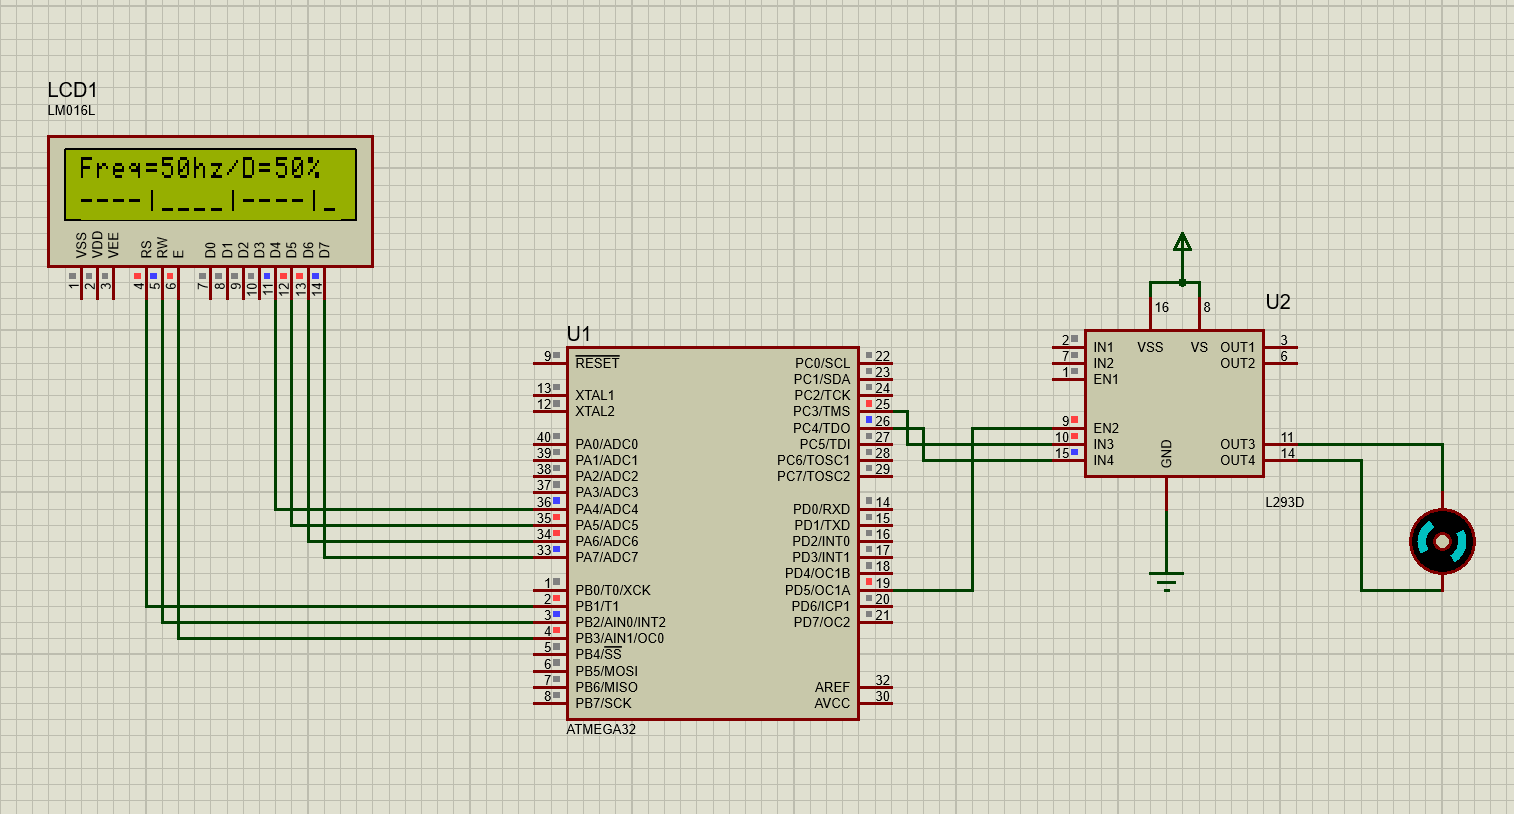 LCD1
LM016L
Freq=50hz/D=50%
----|____|----|_
VSS VDD VEE RS RW E D0 D1 D2 D3 D4 D5 D6 D7
1 2 3 4 5 6 7 8 9 10 11 12 13 14
U1
9 RESET
13 XTAL1
12 XTAL2
40 PA0/ADC0
39 PA1/ADC1
38 PA2/ADC2
37 PA3/ADC3
36 PA4/ADC4
35 PA5/ADC5
34 PA6/ADC6
33 PA7/ADC7
1 PB0/T0/XCK
2 PB1/T1
3 PB2/AIN0/INT2
4 PB3/AIN1/OC0
5 PB4/SS
6 PB5/MOSI
7 PB6/MISO
8 PB7/SCK
PC0/SCL 22
PC1/SDA 23
PC2/TCK 24
PC3/TMS 25
PC4/TDO 26
PC5/TDI 27
PC6/TOSC1 28
PC7/TOSC2 29
PD0/RXD 14
PD1/TXD 15
PD2/INT0 16
PD3/INT1 17
PD4/OC1B 18
PD5/OC1A 19
PD6/ICP1 20
PD7/OC2 21
AREF 32
AVCC 30
ATMEGA32
U2
16 8
2 IN1 VSS VS OUT1 3
7 IN2 OUT2 6
1 EN1
9 EN2
10 IN3 OUT3 11
15 IN4 OUT4 14
GND
L293D